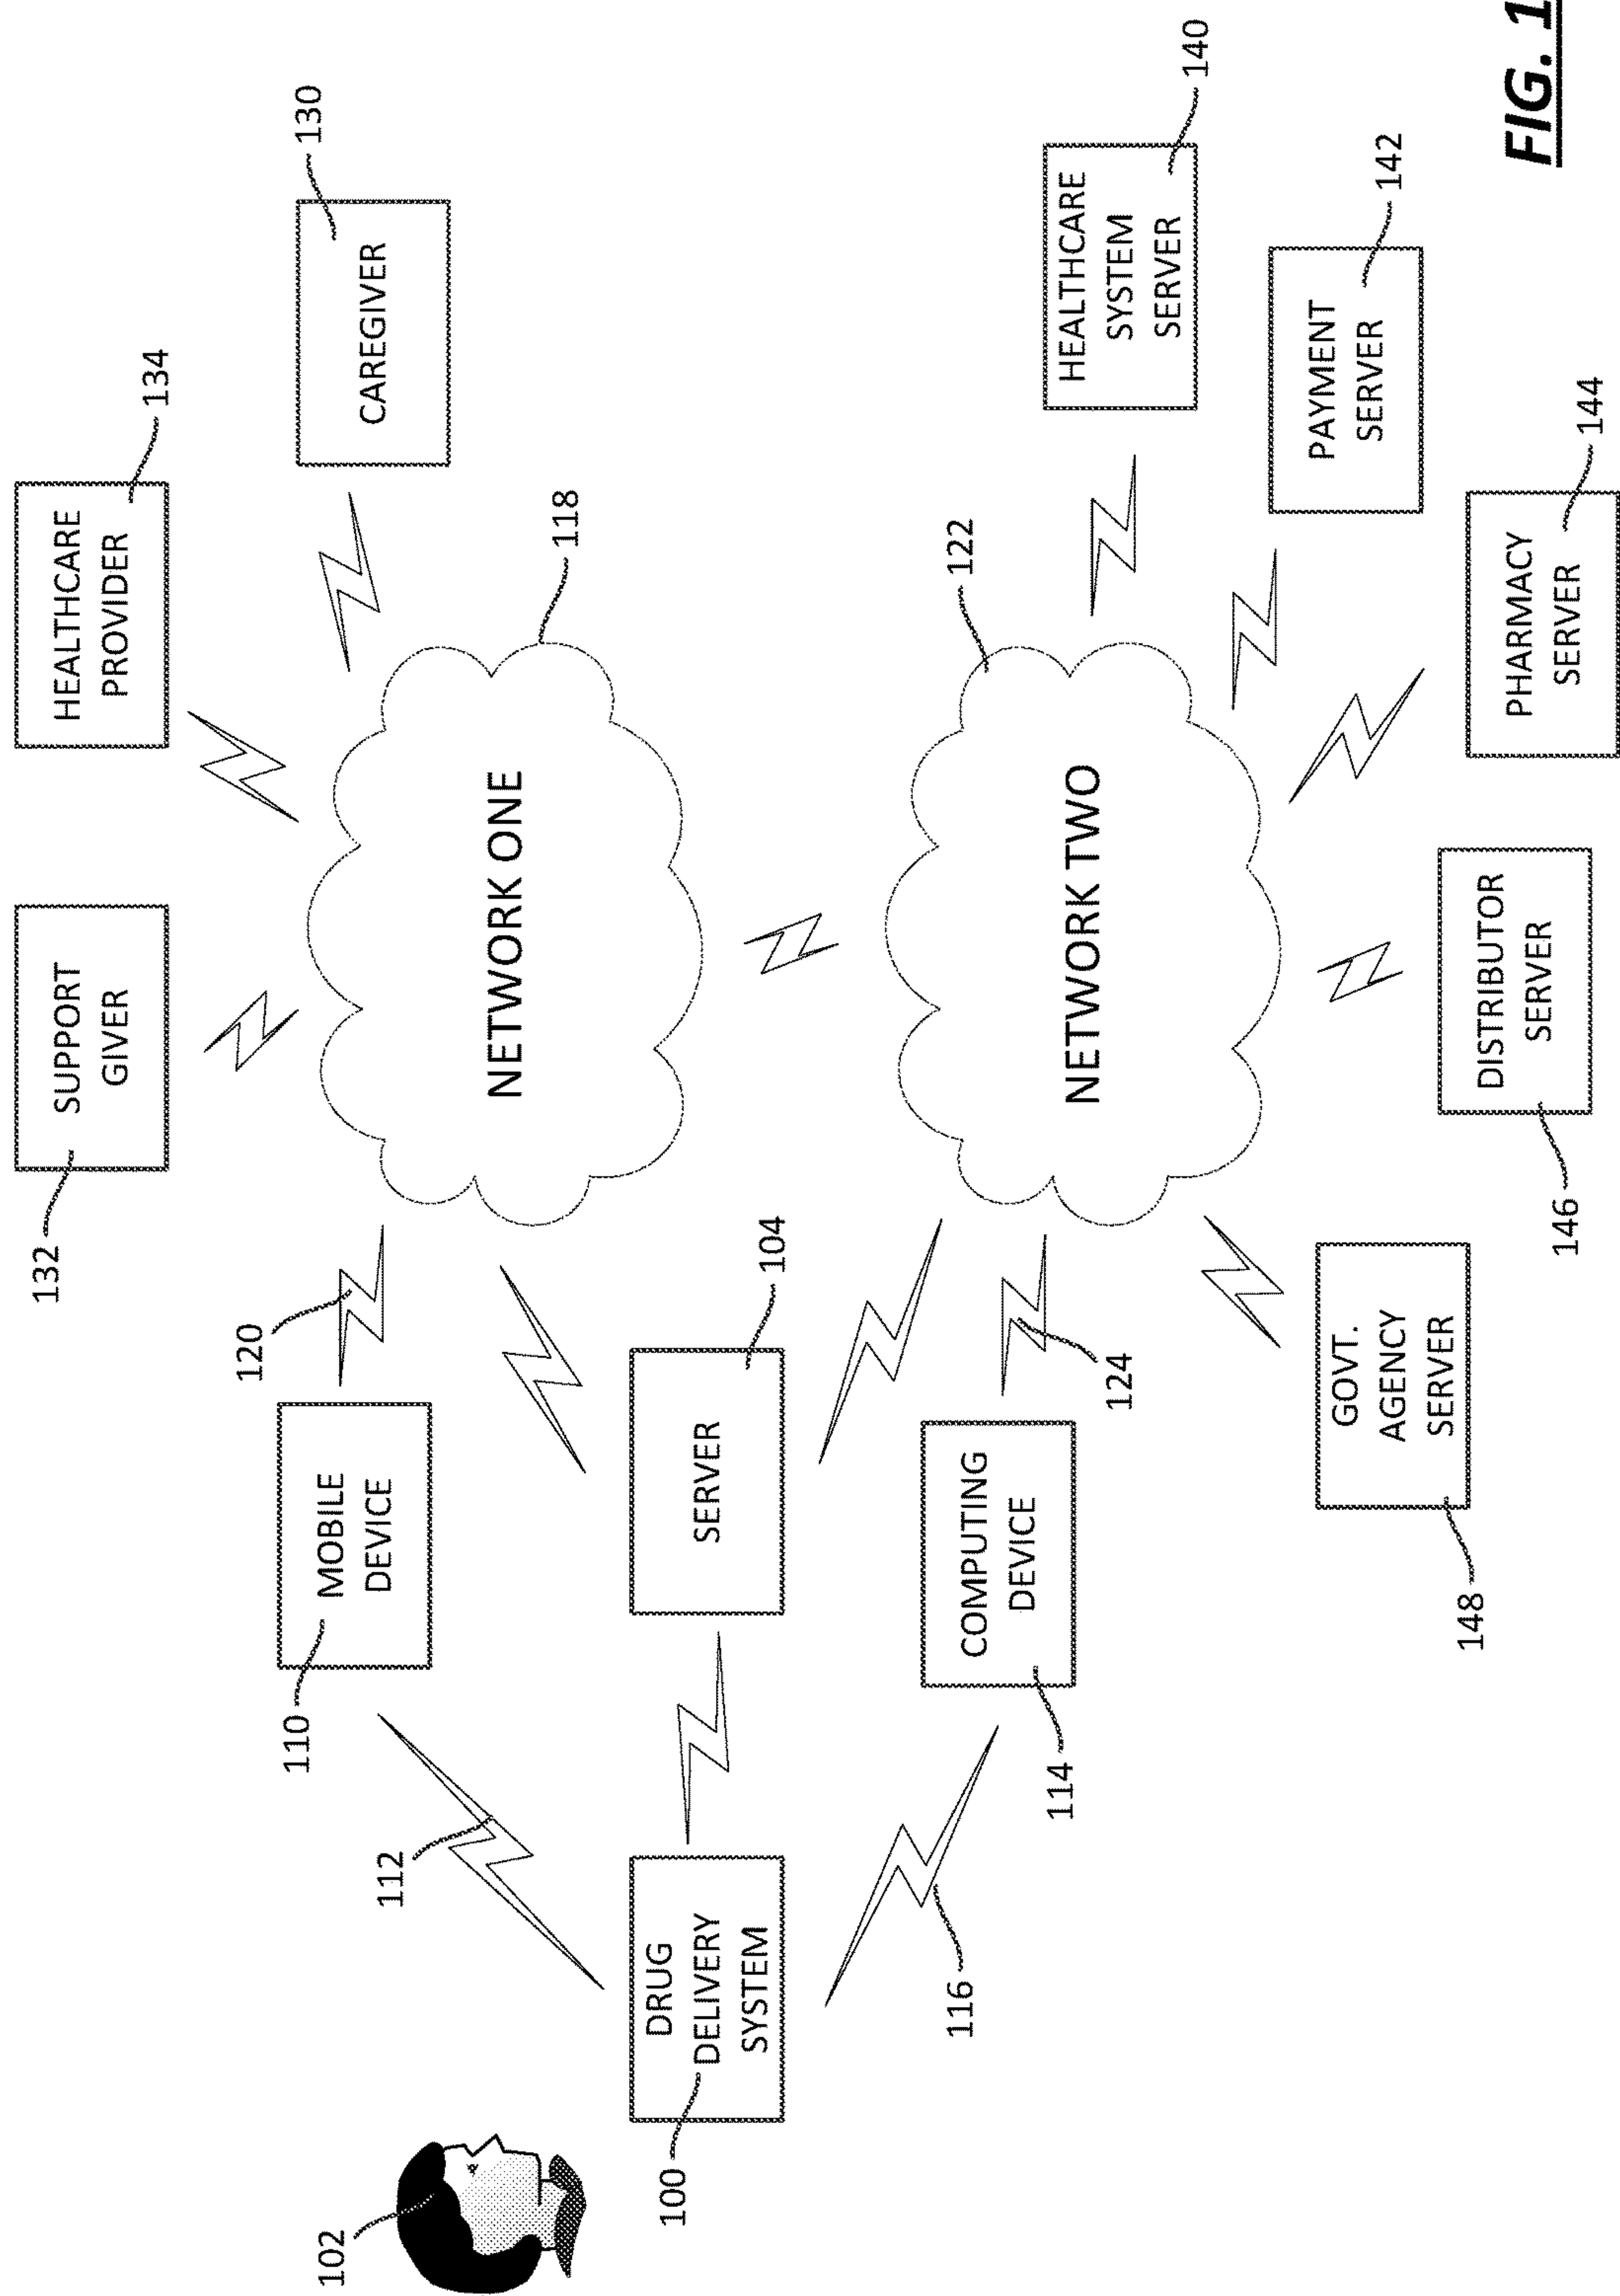 132
SUPPORT
GIVER
HEALTHCARE
PROVIDER
134
CAREGIVER
130
102
110
MOBILE
DEVICE
120
NETWORK ONE
118
112
100
DRUG
DELIVERY
SYSTEM
SERVER
104
116
114
COMPUTING
DEVICE
124
NETWORK TWO
122
HEALTHCARE
SYSTEM
SERVER
140
PAYMENT
SERVER
142
148
GOVT.
AGENCY
SERVER
146
DISTRIBUTOR
SERVER
PHARMACY
SERVER
144
FIG. 1